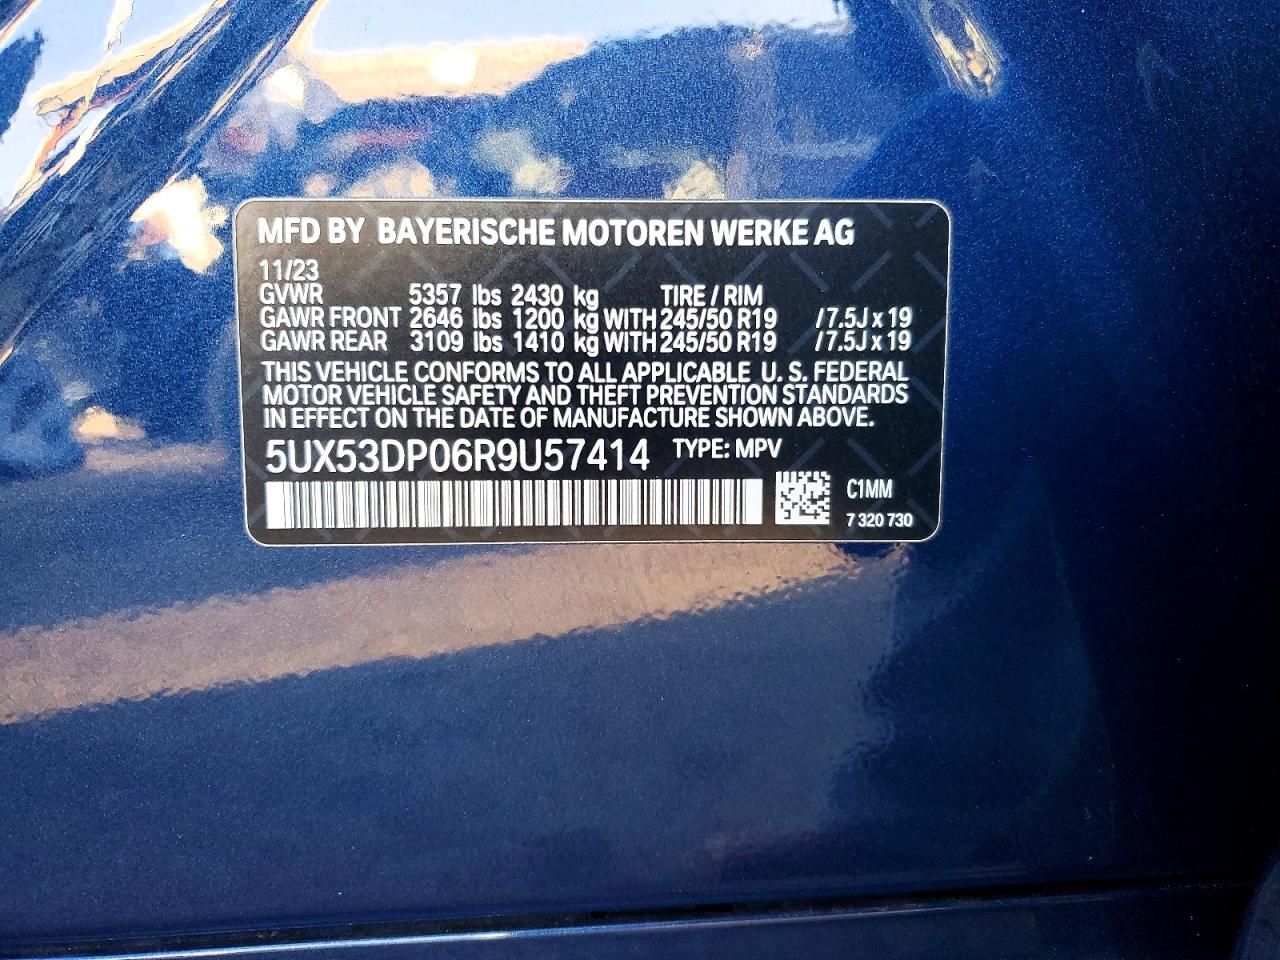 MFD BY BAYERISCHE MOTOREN WERKE AG
11/23
GVWR 5357 lbs 2430 kg TIRE / RIM
GAWR FRONT 2646 lbs 1200 kg WITH 245/50 R19 /7.5J x 19
GAWR REAR 3109 lbs 1410 kg WITH 245/50 R19 /7.5J x 19
THIS VEHICLE CONFORMS TO ALL APPLICABLE U. S. FEDERAL
MOTOR VEHICLE SAFETY AND THEFT PREVENTION STANDARDS
IN EFFECT ON THE DATE OF MANUFACTURE SHOWN ABOVE.
5UX53DP06R9U57414 TYPE: MPV
C1MM
7 320 730